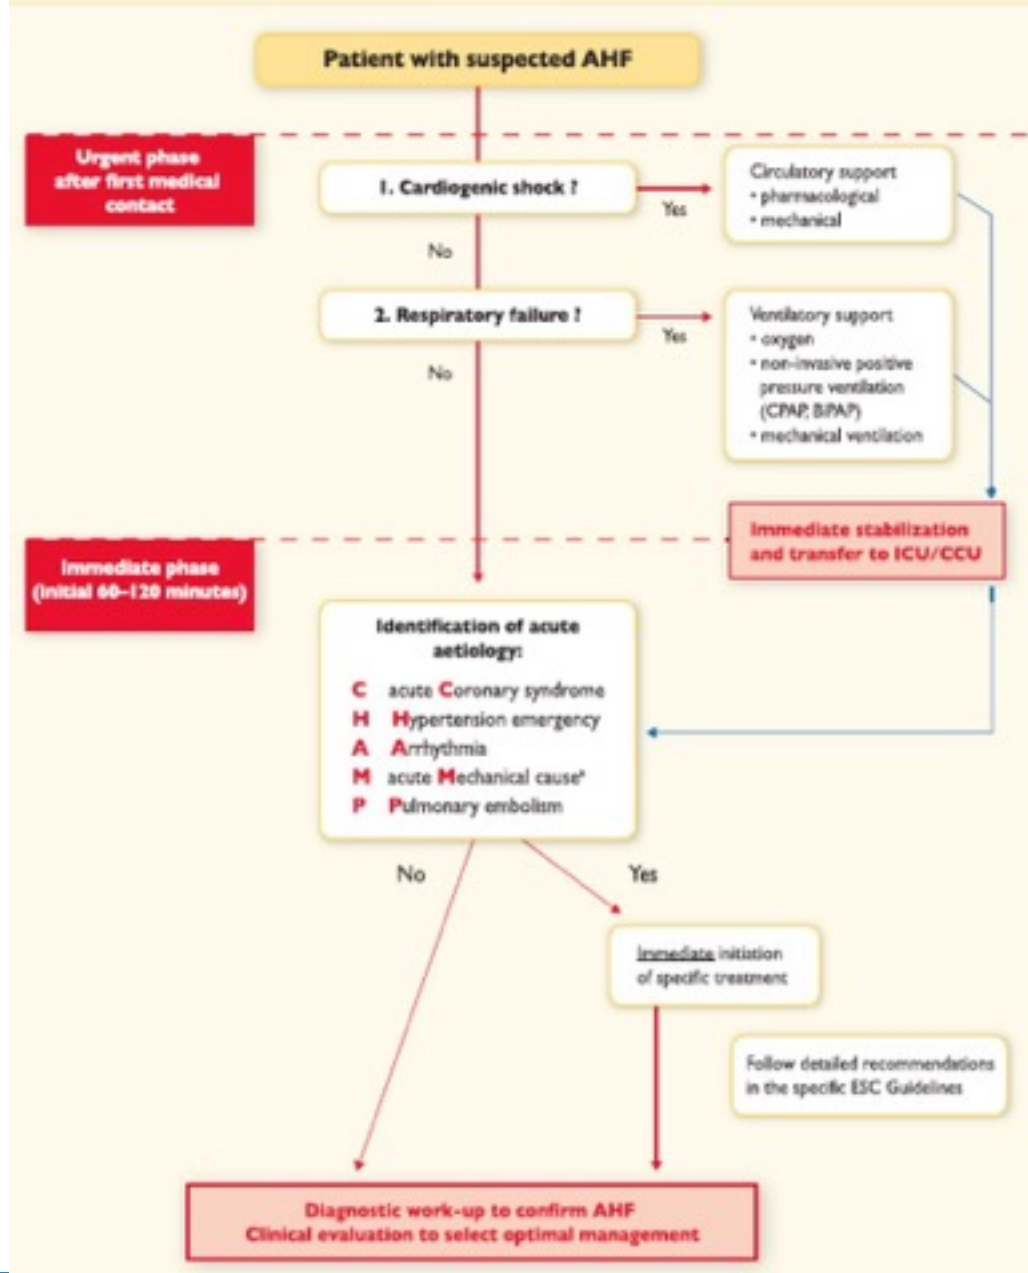 Patient with suspected AHF
Urgent phase
after first medical
contact
1. Cardiogenic shock ?
Yes
Circulatory support
• pharmacological
• mechanical
No
2. Respiratory failure ?
Yes
Ventilatory support
• oxygen
• non-invasive positive
pressure ventilation
(CPAP, BiPAP)
• mechanical ventilation
No
Immediate stabilization
and transfer to ICU/CCU
Immediate phase
(initial 60–120 minutes)
Identification of acute
aetiology:
C acute Coronary syndrome
H Hypertension emergency
A Arrhythmia
M acute Mechanical causeª
P Pulmonary embolism
No
Yes
Immediate initiation
of specific treatment
Follow detailed recommendations
in the specific ESC Guidelines
Diagnostic work-up to confirm AHF
Clinical evaluation to select optimal management